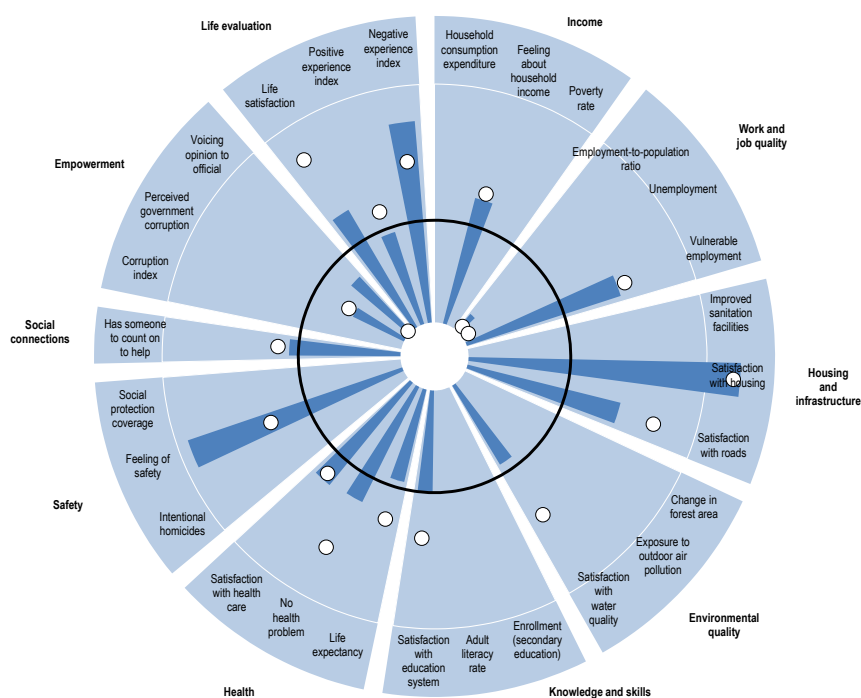 Life evaluation
Income
Negative
experience
index
Positive
experience
index
Life
satisfaction
Household
consumption
expenditure
Feeling
about
household
income
Poverty
rate
Work and
job quality
Employment-to-population
ratio
Unemployment
Vulnerable
employment
Housing and
infrastructure
Improved
sanitation
facilities
Satisfaction
with housing
Satisfaction
with roads
Environmental
quality
Change in
forest area
Exposure to
outdoor air
pollution
Satisfaction
with
water
quality
Knowledge and skills
Enrollment
(secondary
education)
Adult
literacy
rate
Satisfaction
with
education
system
Health
Life
expectancy
No
health
problem
Satisfaction
with health
care
Safety
Intentional
homicides
Feeling of
safety
Social
protection
coverage
Social
connections
Has someone
to count on
to help
Empowerment
Corruption
index
Perceived
government
corruption
Voicing
opinion to
official